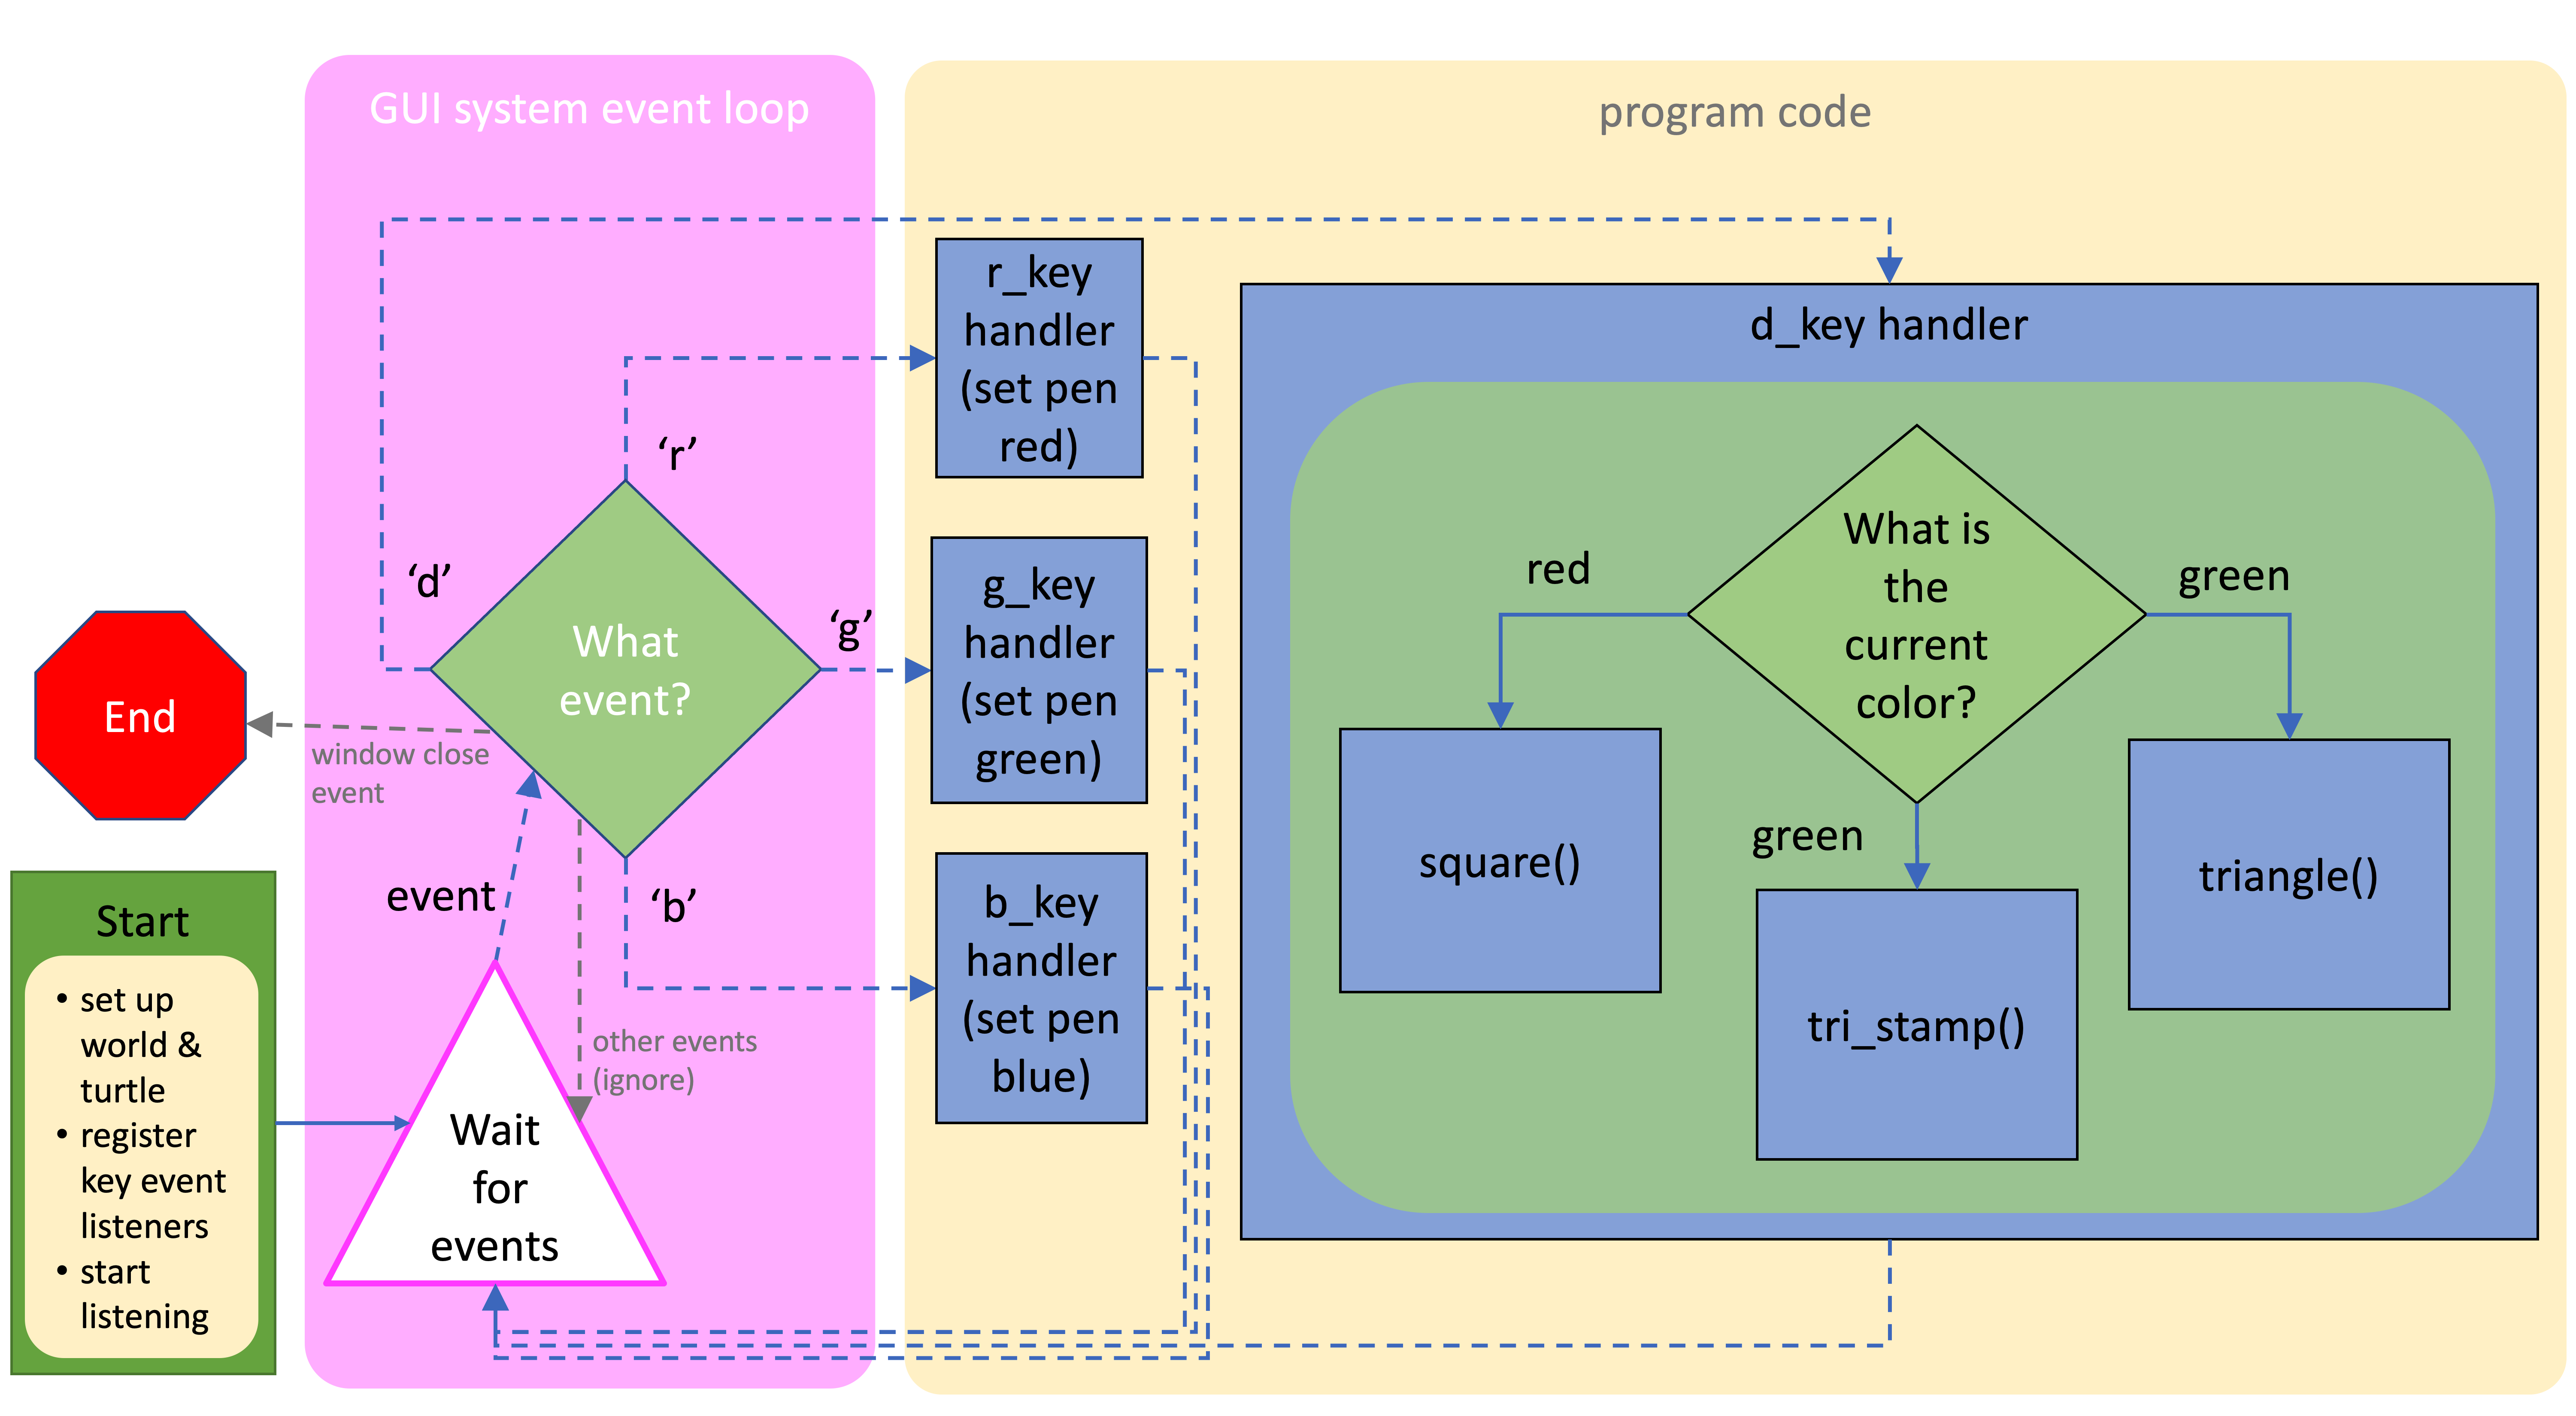 GUI system event loop
program code
r_key
handler
(set pen
red)
d_key handler
‘r’
‘d’
‘g’
What
event?
g_key
handler
(set pen
green)
What is
the
current
color?
red
green
green
square()
tri_stamp()
triangle()
End
window close
event
event
‘b’
b_key
handler
(set pen
blue)
other events
(ignore)
Wait
for
events
Start
• set up
world &
turtle
• register
key event
listeners
• start
listening